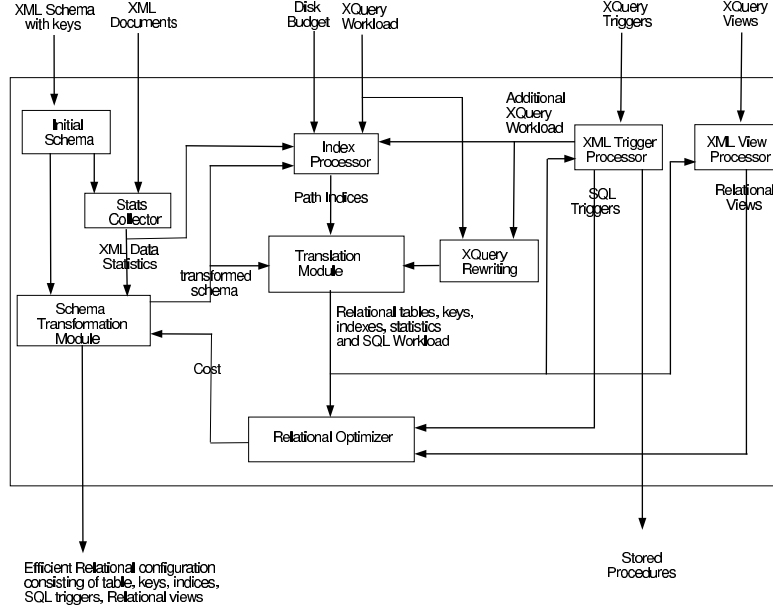 XML Schema
with keys
XML
Documents
Disk
Budget
XQuery
Workload
XQuery
Triggers
XQuery
Views
Initial
Schema
Additional
XQuery
Workload
Index
Processor
XML Trigger
Processor
XML View
Processor
Stats
Collector
Path Indices
SQL
Triggers
Relational
Views
XML Data
Statistics
transformed
schema
Translation
Module
XQuery
Rewriting
Schema
Transformation
Module
Relational tables, keys,
indexes, statistics
and SQL Workload
Cost
Relational Optimizer
Efficient Relational configuration
consisting of table, keys, indices,
SQL triggers, Relational views
Stored
Procedures